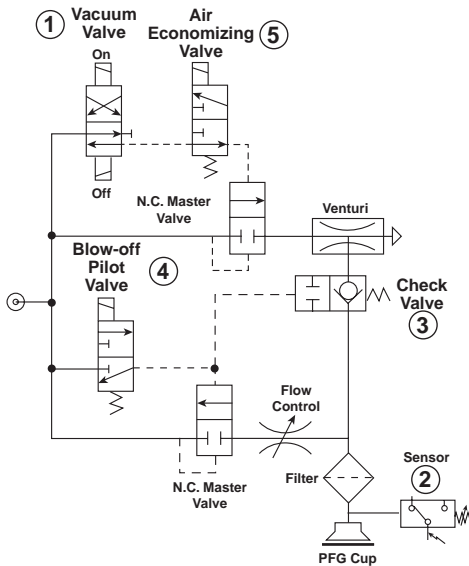 1
Vacuum
Valve
On
Off
Air
Economizing
Valve
5
N.C. Master
Valve
Venturi
Blow-off
Pilot
Valve
4
Check
Valve
3
Flow
Control
N.C. Master
Valve
Filter
Sensor
2
PFG Cup